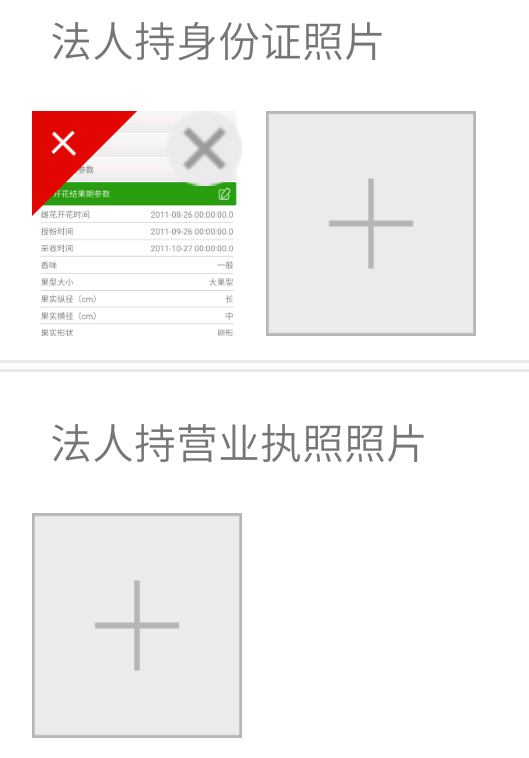 法人持身份证照片
参数
开花结果期参数
雄花开花时间 2011-08-26 00:00:00.0
授粉时间 2011-09-26 00:00:00.0
采收时间 2011-10-27 00:00:00.0
香味 一般
果型大小 大果型
果实纵径（cm） 长
果实横径（cm） 中
果实形状 卵形
法人持营业执照照片